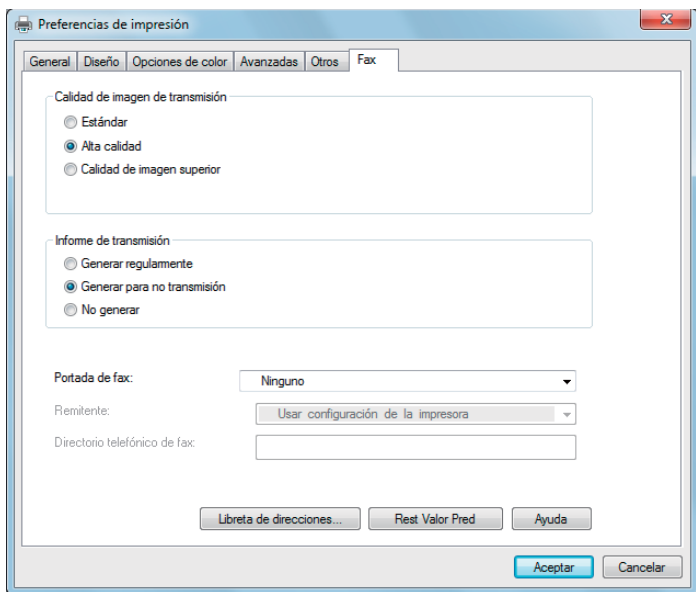 Preferencias de impresión
General Diseño Opciones de color Avanzadas Otros Fax
Calidad de imagen de transmisión
Estándar
Alta calidad
Calidad de imagen superior
Informe de transmisión
Generar regularmente
Generar para no transmisión
No generar
Portada de fax: Ninguno
Remitente: Usar configuración de la impresora
Directorio telefónico de fax:
Libreta de direcciones... Rest Valor Pred Ayuda
Aceptar Cancelar